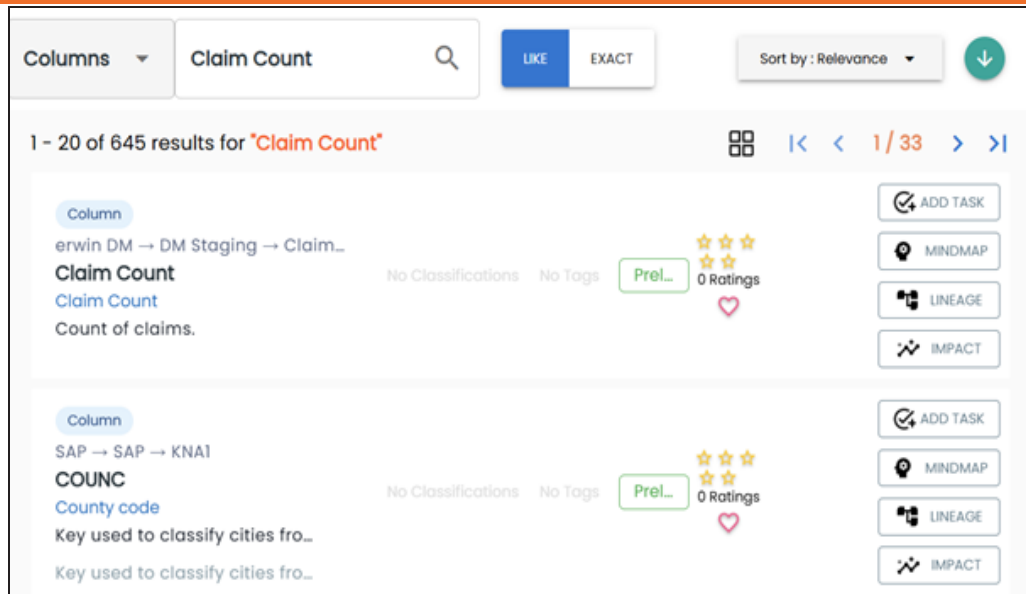 Columns
Claim Count
LIKE
EXACT
Sort by : Relevance
1 - 20 of 645 results for "Claim Count"
1 / 33
Column
erwin DM → DM Staging → Claim...
Claim Count
Claim Count
Count of claims.
No Classifications
No Tags
Prel...
0 Ratings
ADD TASK
MINDMAP
LINEAGE
IMPACT
Column
SAP → SAP → KNA1
COUNC
County code
Key used to classify cities fro...
Key used to classify cities fro...
No Classifications
No Tags
Prel...
0 Ratings
ADD TASK
MINDMAP
LINEAGE
IMPACT